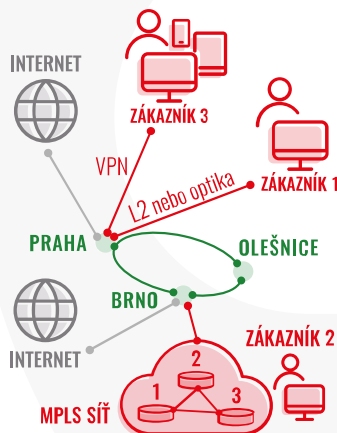 INTERNET
ZÁKAZNÍK 3
VPN
L2 nebo optika
ZÁKAZNÍK 1
PRAHA
OLEŠNICE
BRNO
INTERNET
ZÁKAZNÍK 2
2
1
3
MPLS SÍŤ